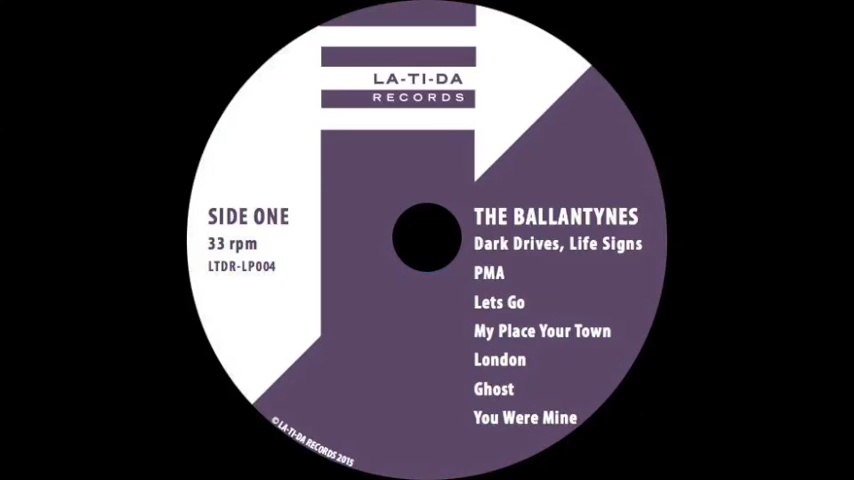 LA-TI-DA
RECORDS
SIDE ONE
33 rpm
LTDR-LP004
THE BALLANTYNES
Dark Drives, Life Signs
PMA
Lets Go
My Place Your Town
London
Ghost
You Were Mine
© LA-TI-DA RECORDS 2015